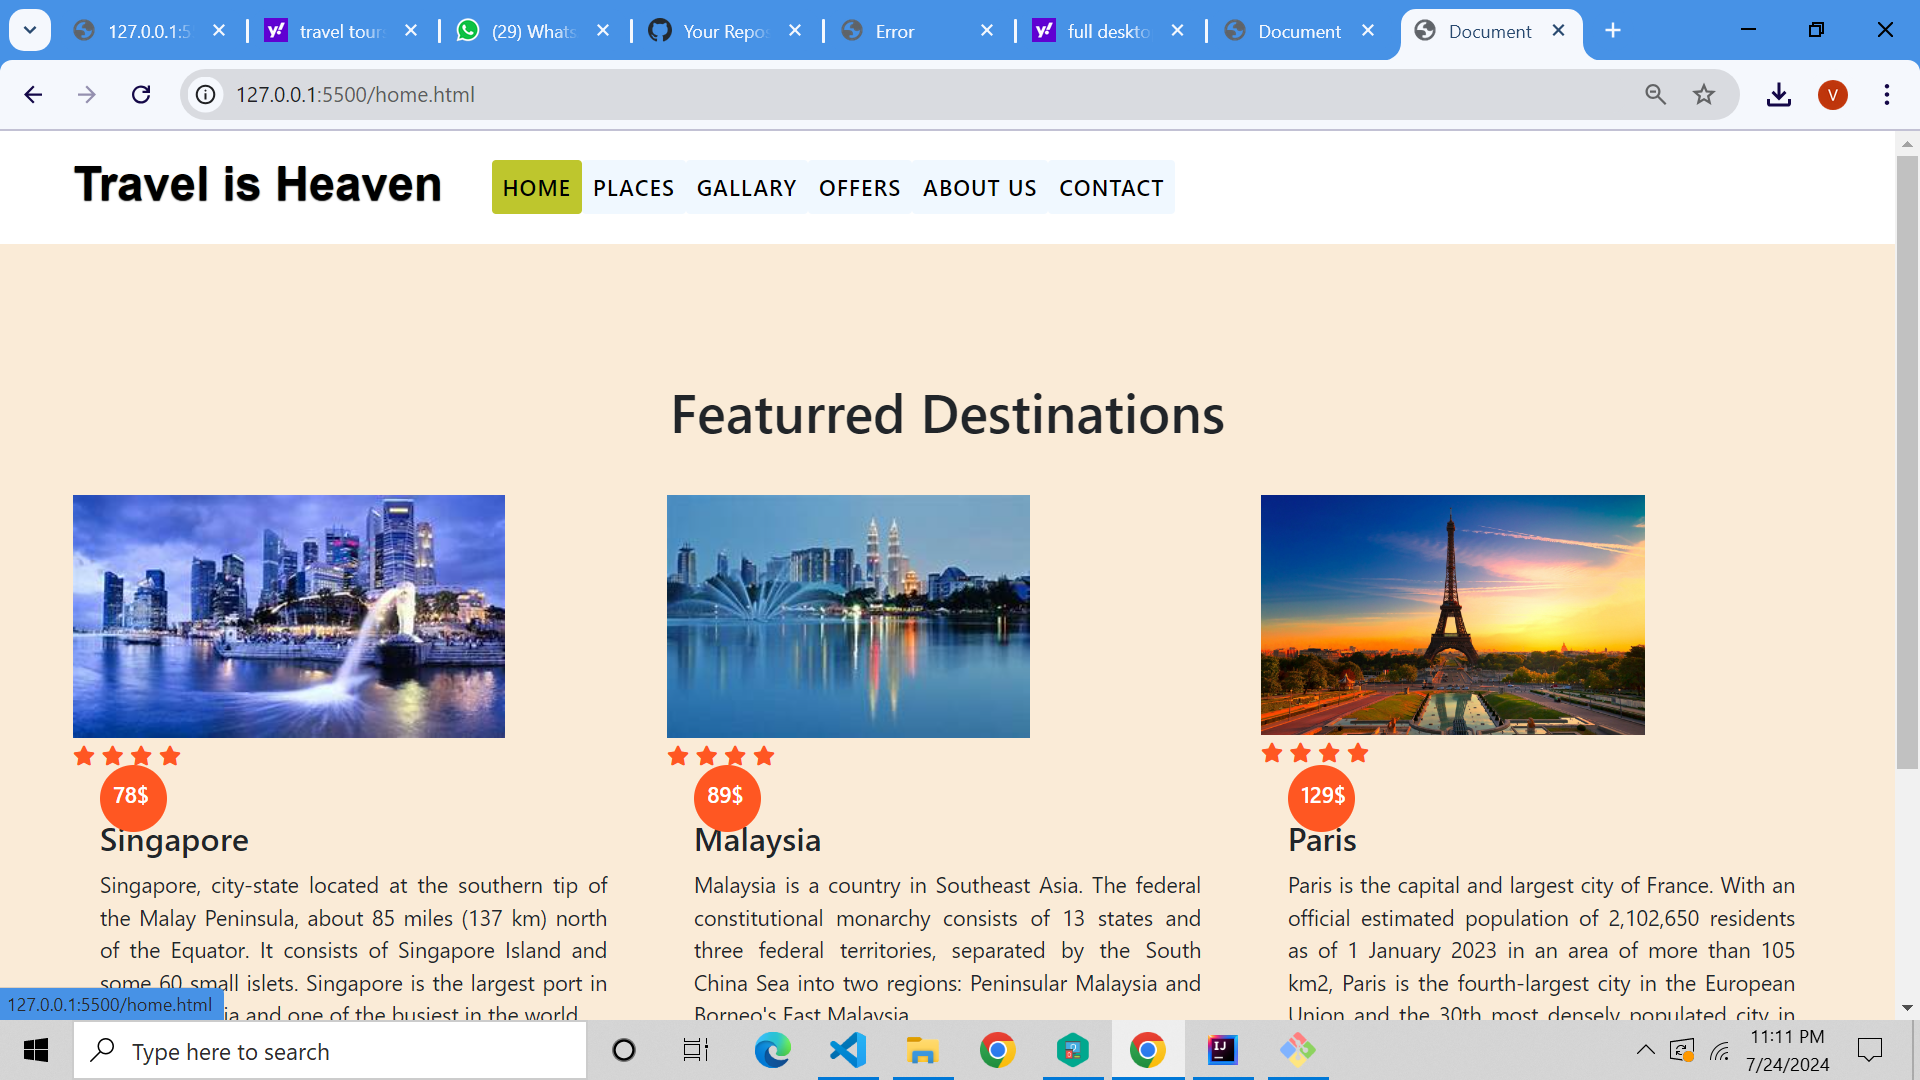 127.0.0.1:5
travel tour
(29) Whats
Your Repo
Error
full deskto
Document
Document
127.0.0.1:5500/home.html
V
Travel is Heaven
HOME
PLACES
GALLARY
OFFERS
ABOUT US
CONTACT
Featurred Destinations
78$
Singapore
Singapore, city-state located at the southern tip of
the Malay Peninsula, about 85 miles (137 km) north
of the Equator. It consists of Singapore Island and
some 60 small islets. Singapore is the largest port in
and one of the busiest in the world.
89$
Malaysia
Malaysia is a country in Southeast Asia. The federal
constitutional monarchy consists of 13 states and
three federal territories, separated by the South
China Sea into two regions: Peninsular Malaysia and
Borneo's East Malaysia.
129$
Paris
Paris is the capital and largest city of France. With an
official estimated population of 2,102,650 residents
as of 1 January 2023 in an area of more than 105
km2, Paris is the fourth-largest city in the European
Union and the 30th most densely populated city in
127.0.0.1:5500/home.html
Type here to search
IJ
11:11 PM
7/24/2024